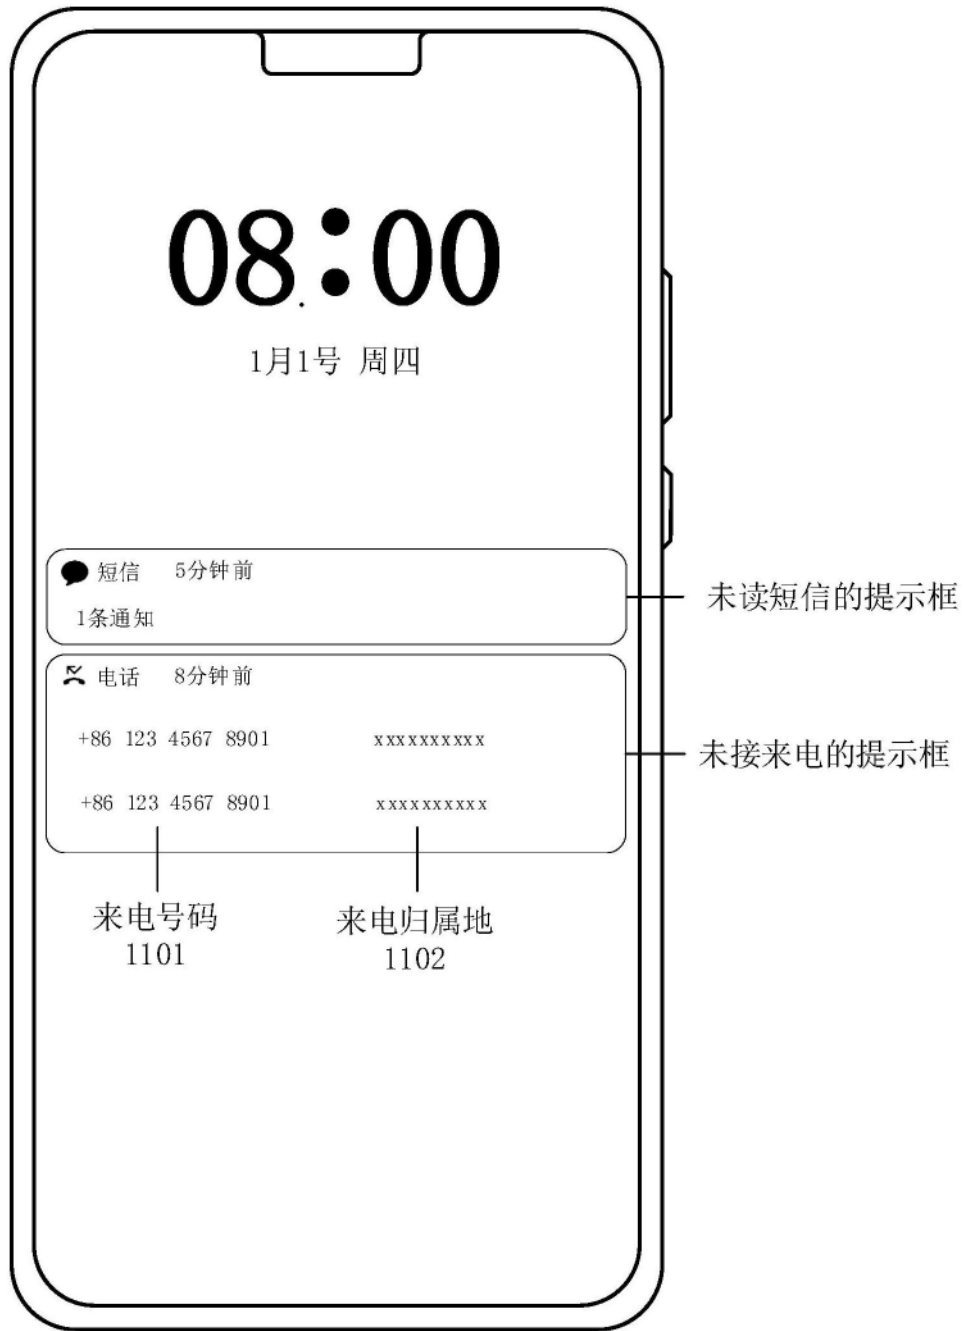 08:00
1月1号 周四
短信 5分钟前
1条通知
未读短信的提示框
电话 8分钟前
+86 123 4567 8901 xxxxxxxxxx
未接来电的提示框
+86 123 4567 8901 xxxxxxxxxx
来电号码
1101
来电归属地
1102